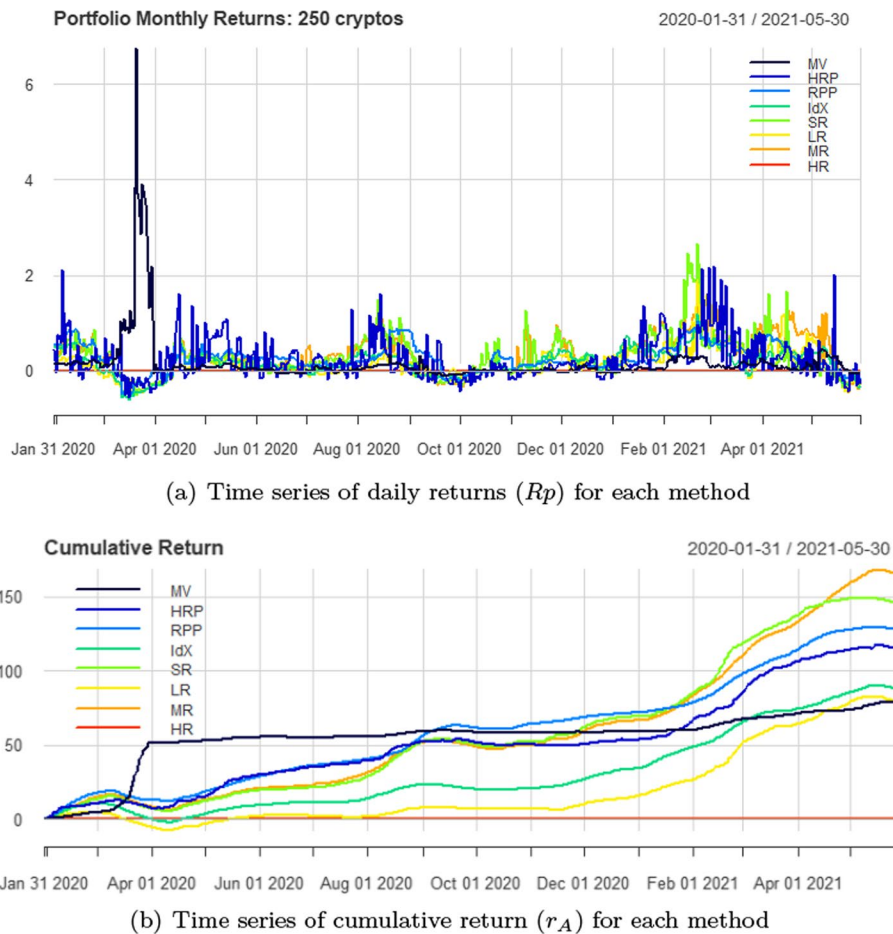 Portfolio Monthly Returns: 250 cryptos 2020-01-31 / 2021-05-30
6
4
2
0
MV
HRP
RPP
IdX
SR
LR
MR
HR
Jan 31 2020 Apr 01 2020 Jun 01 2020 Aug 01 2020 Oct 01 2020 Dec 01 2020 Feb 01 2021 Apr 01 2021
(a) Time series of daily returns (Rp) for each method
Cumulative Return 2020-01-31 / 2021-05-30
150
100
50
0
MV
HRP
RPP
IdX
SR
LR
MR
HR
Jan 31 2020 Apr 01 2020 Jun 01 2020 Aug 01 2020 Oct 01 2020 Dec 01 2020 Feb 01 2021 Apr 01 2021
(b) Time series of cumulative return (r_A) for each method